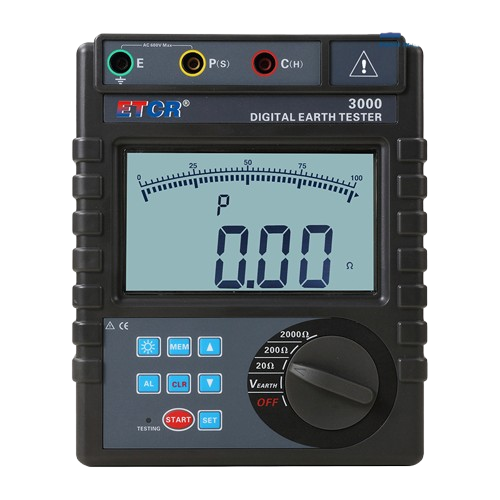 AC 600V Max
E P(S) C(H)
ETCR® 3000
DIGITAL EARTH TESTER
0 25 50 75 100
P
0.00 Ω
CE
MEM
AL CLR
START SET
TESTING
2000Ω
200Ω
20Ω
VEARTH
OFF